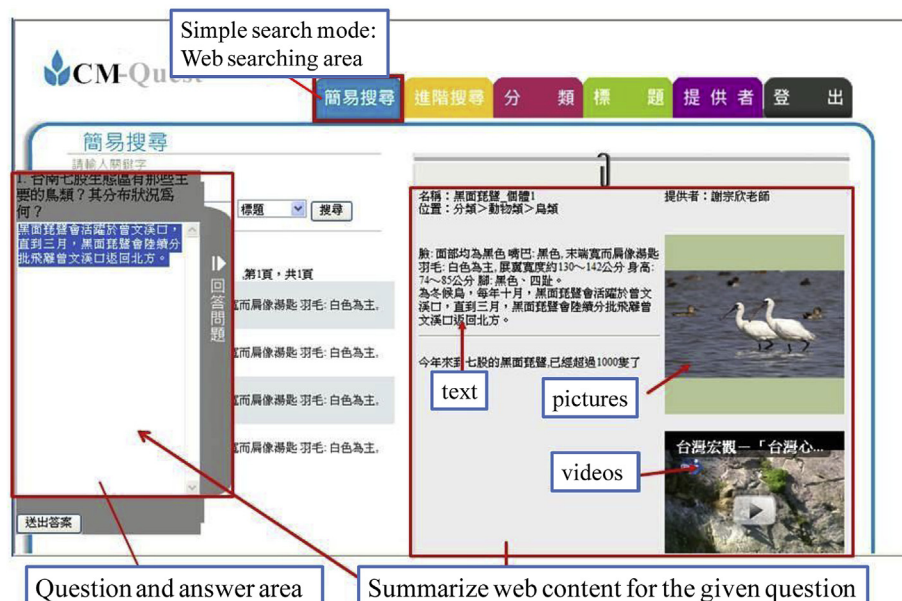 Simple search mode:
Web searching area
CM-Quest
簡易搜尋
進階搜尋
分 類
標 題
提 供 者
登 出
簡易搜尋
請輸入關鍵字
1. 台南七股生態區有那些主
要的鳥類？其分布狀況為
何？
黑面琵鷺會活躍於曾文溪口，
直到三月，黑面琵鷺會陸續分
批飛離曾文溪口返回北方。
回答問題
標題
搜尋
,第1頁，共1頁
寬而扁像湯匙 羽毛: 白色為主,
寬而扁像湯匙 羽毛: 白色為主,
寬而扁像湯匙 羽毛: 白色為主,
寬而扁像湯匙 羽毛: 白色為主,
送出答案
名稱：黑面琵鷺_個體1
位置：分類＞動物類＞鳥類
提供者：謝宗欣老師
臉: 面部均為黑色 嘴巴: 黑色, 末端寬而扁像湯匙
羽毛: 白色為主, 展翼寬度約130～142公分 身高:
74～85公分 腳: 黑色、四趾。
為冬候鳥，每年十月，黑面琵鷺會活躍於曾文
溪口，直到三月，黑面琵鷺會陸續分批飛離曾
文溪口返回北方。
今年來到七股的黑面琵鷺,已經超過1000隻了
text
pictures
台灣宏觀－「台灣心...
videos
Question and answer area
Summarize web content for the given question